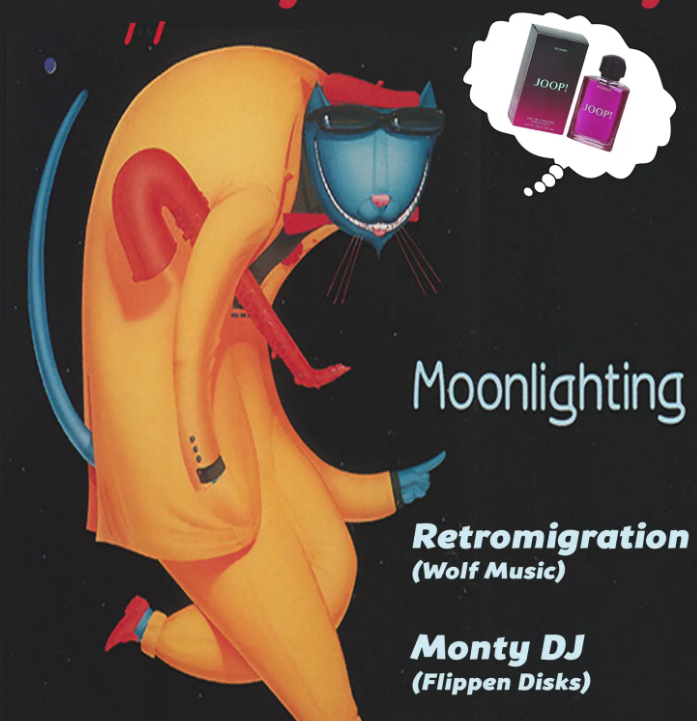 JOOP!
JOOP!
Moonlighting
Retromigration
(Wolf Music)
Monty DJ
(Flippen Disks)